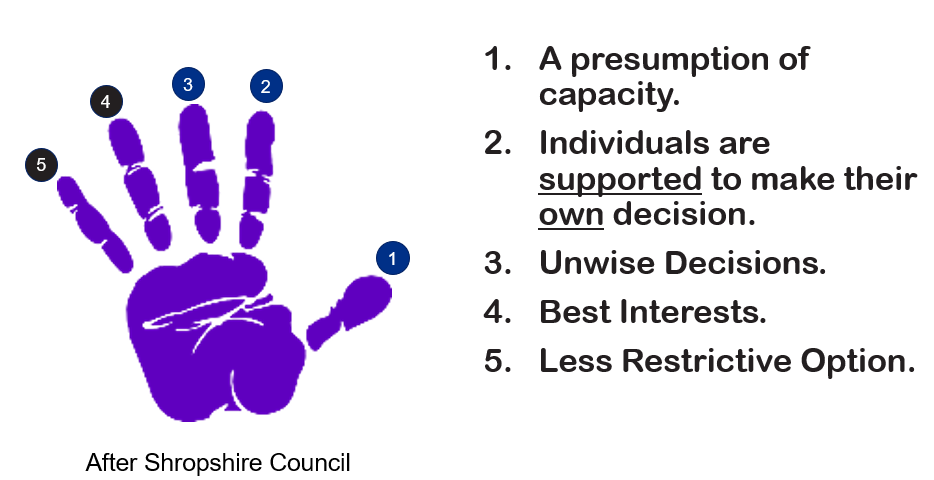 3
2
4
5
1
After Shropshire Council
1. A presumption of
capacity.
2. Individuals are
supported to make their
own decision.
3. Unwise Decisions.
4. Best Interests.
5. Less Restrictive Option.